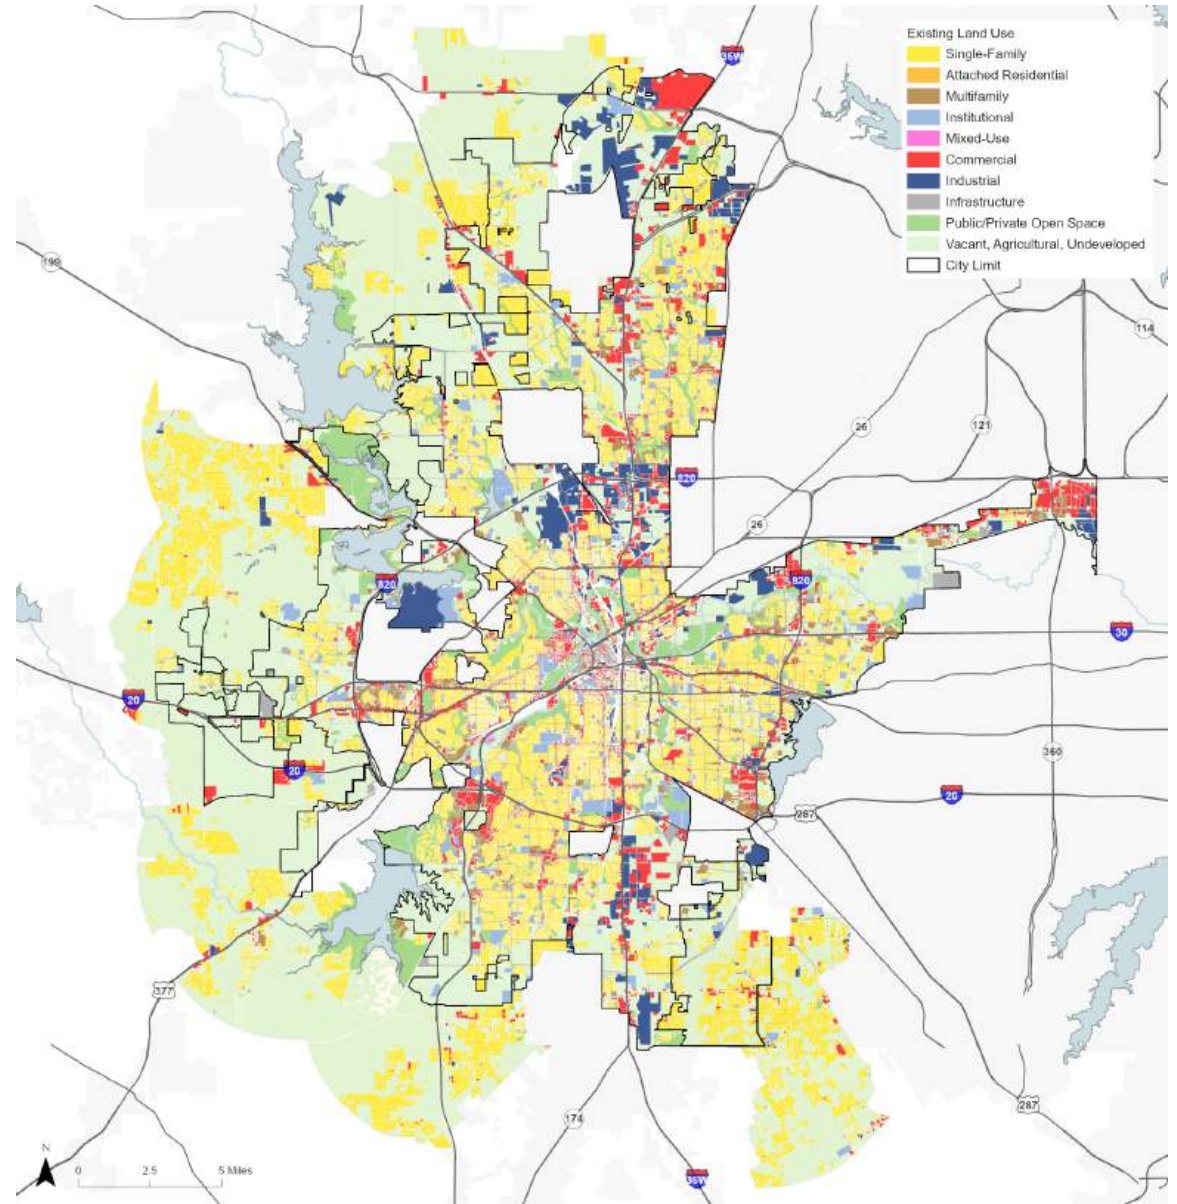 Existing Land Use
Single-Family
Attached Residential
Multifamily
Institutional
Mixed-Use
Commercial
Industrial
Infrastructure
Public/Private Open Space
Vacant, Agricultural, Undeveloped
City Limit
35W
199
114
26
121
820
26
820
820
30
20
360
20
20
287
377
287
174
35W
N
0 2.5 5 Miles